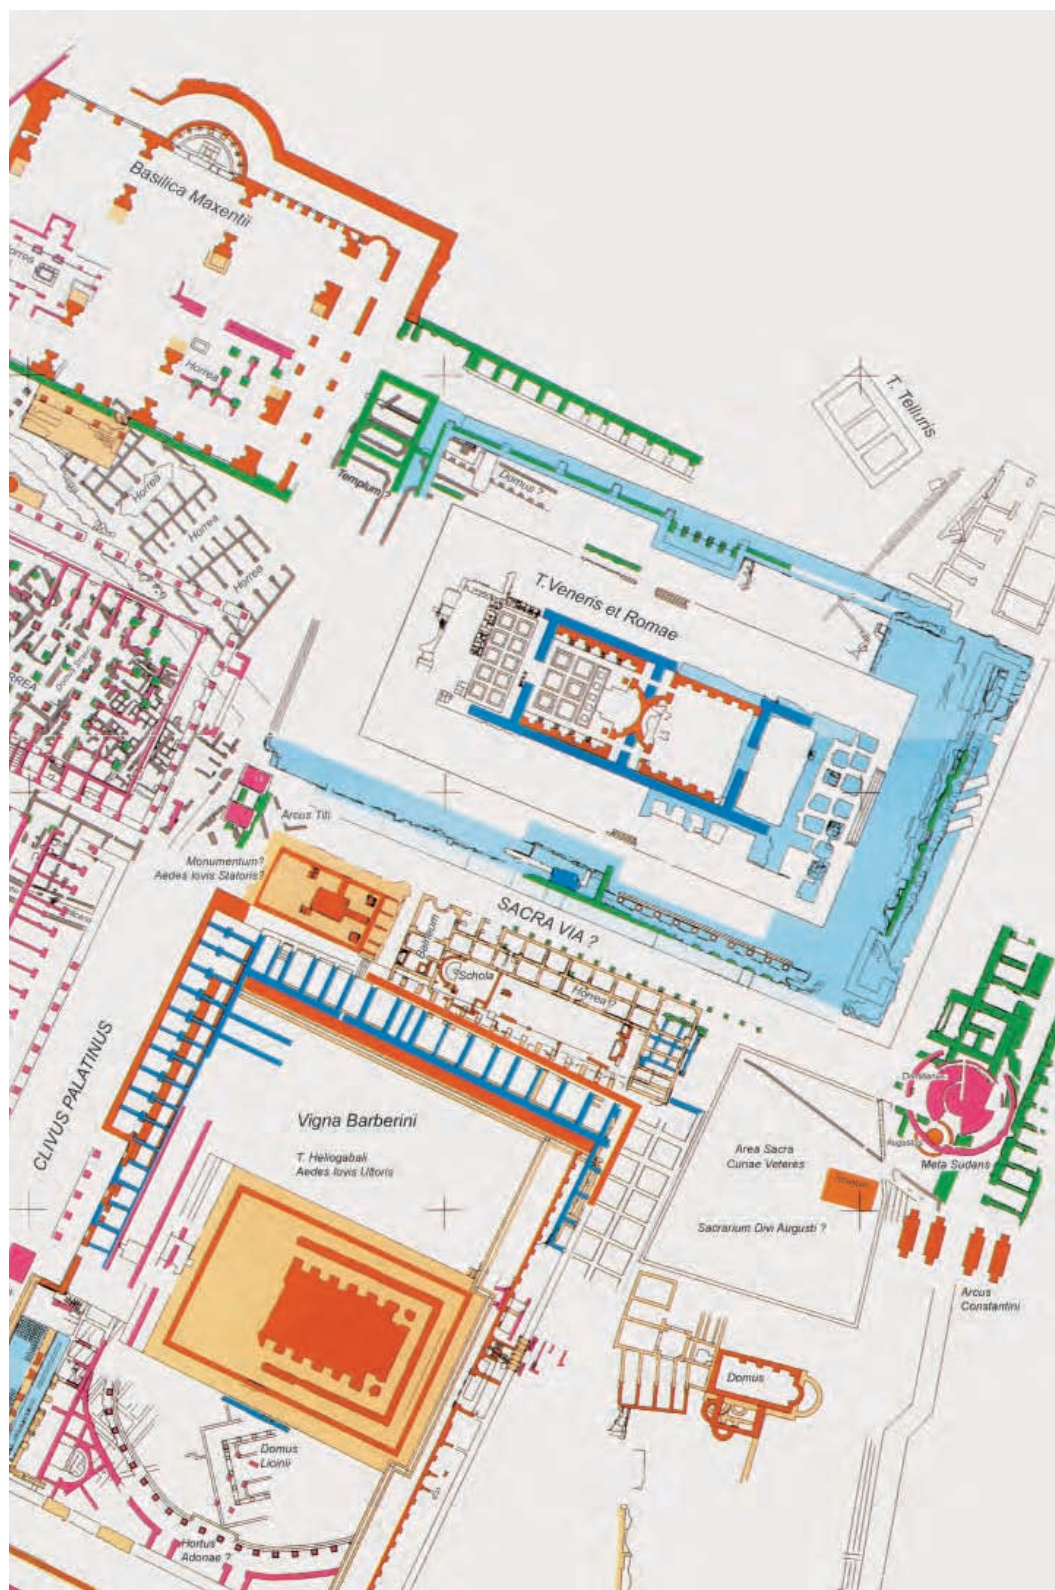 Basilica Maxentii
Horrea
T. Telluris
Templum ?
Domus ?
Horrea
Horrea
Horrea
T. Veneris et Romae
Arcus Titi
Monumentum?
Aedes Iovis Statoris?
SACRA VIA ?
Balineum
Schola
Horrea ?
CLIVUS PALATINUS
Vigna Barberini
T. Heliogabali
Aedes Iovis Ultoris
Area Sacra
Curiae Veteres
Meta Sudans
Sacrarium Divi Augusti ?
Arcus
Constantini
Domus
Domus
Licinii
Hortus
Adonae ?